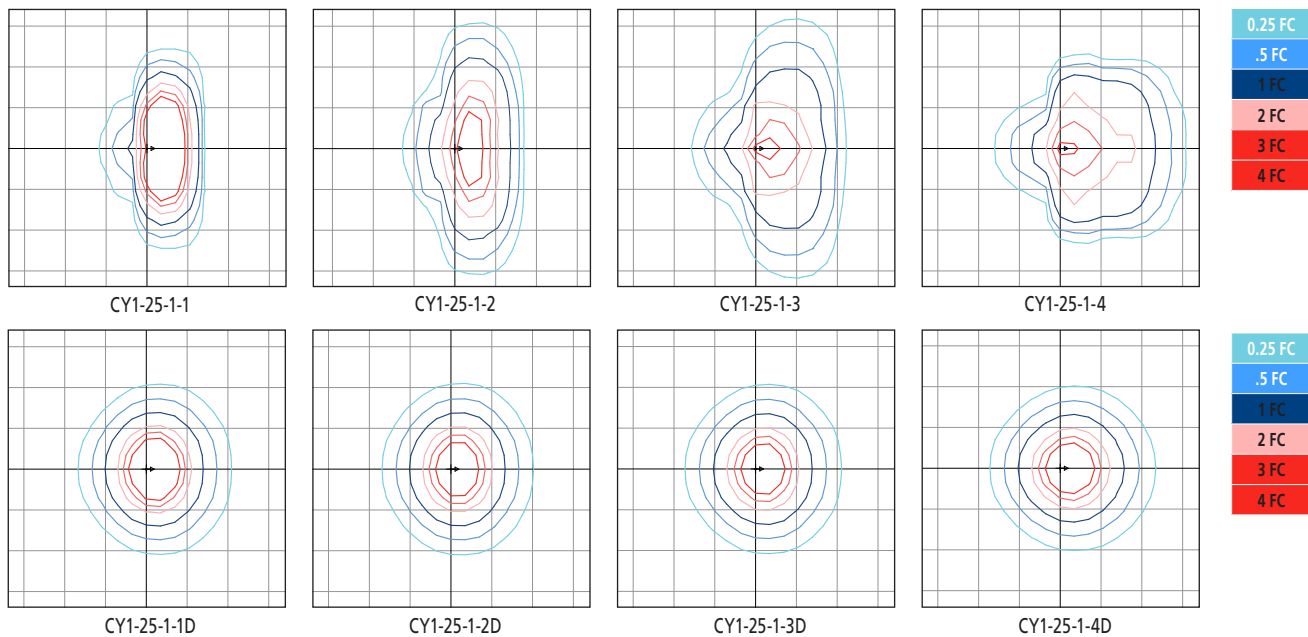 0.25 FC
.5 FC
1 FC
2 FC
3 FC
4 FC
CY1-25-1-1
CY1-25-1-2
CY1-25-1-3
CY1-25-1-4
0.25 FC
.5 FC
1 FC
2 FC
3 FC
4 FC
CY1-25-1-1D
CY1-25-1-2D
CY1-25-1-3D
CY1-25-1-4D